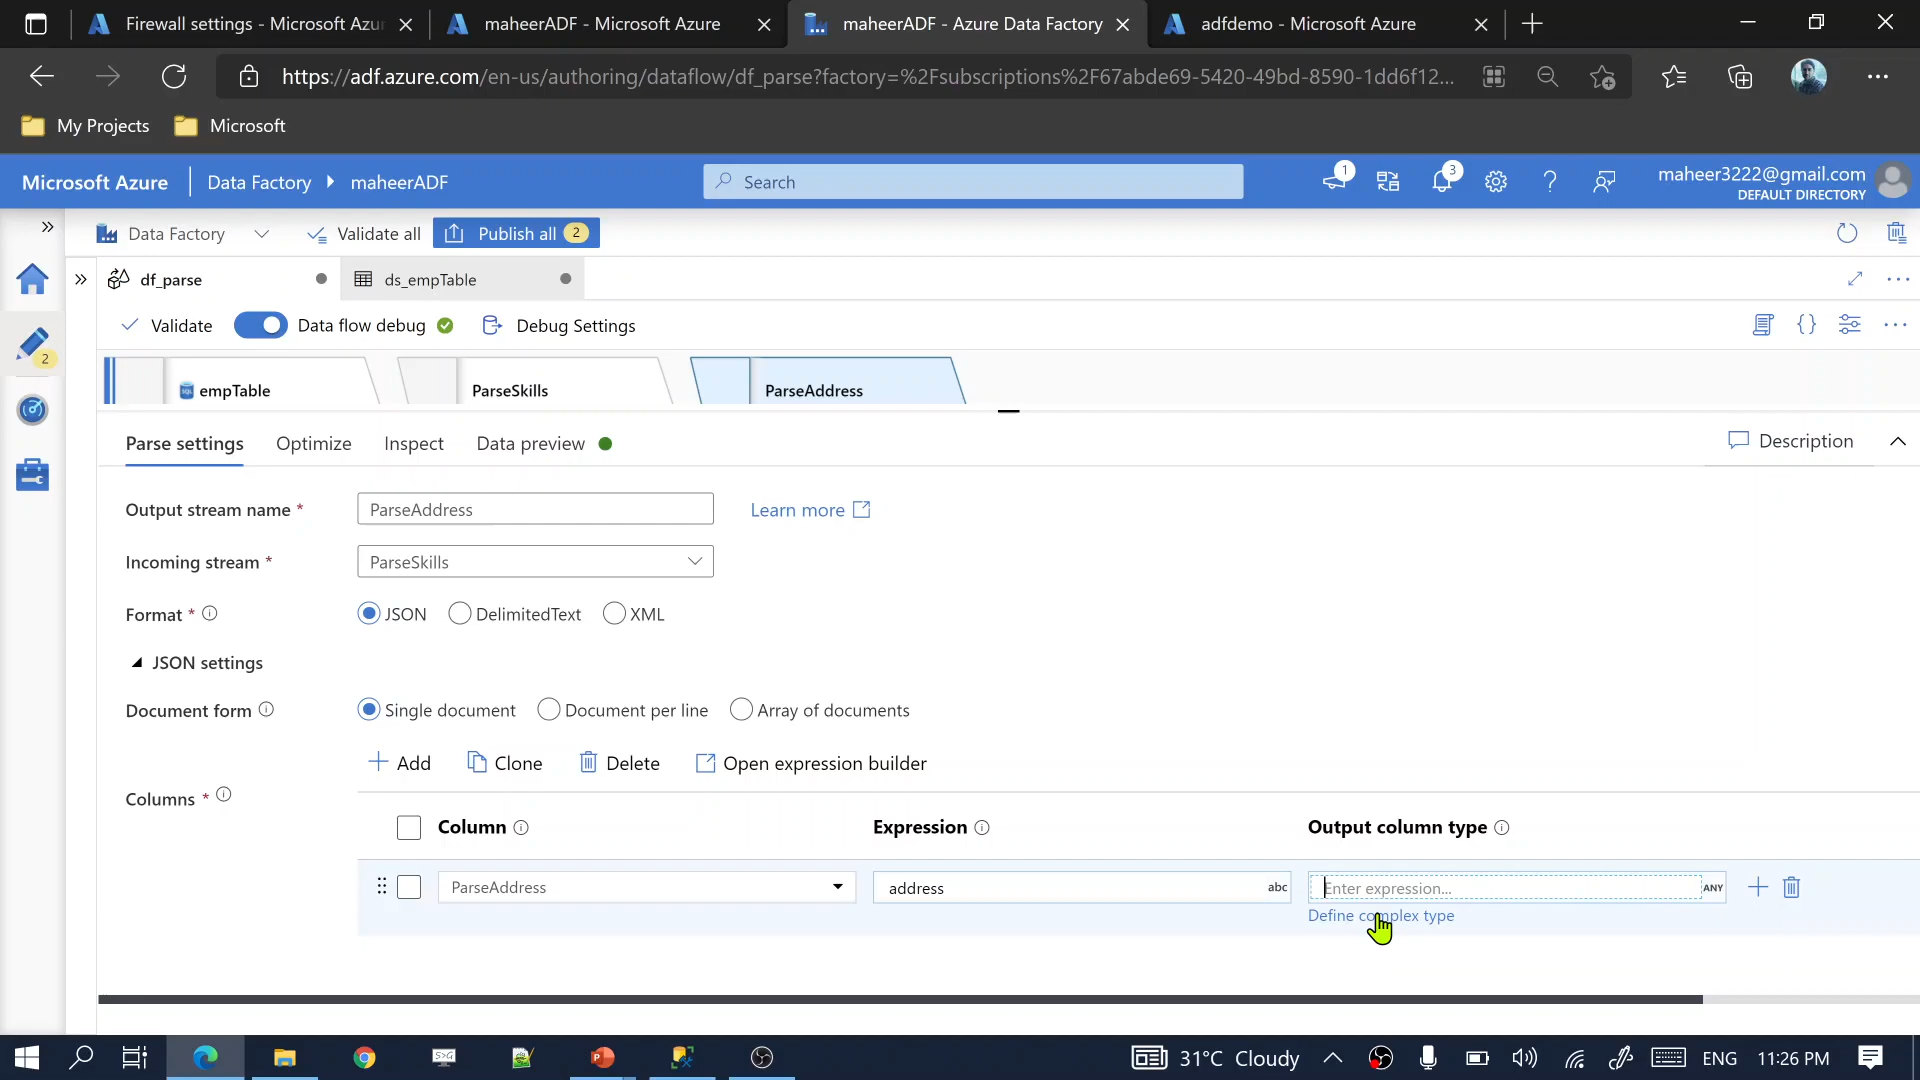 Firewall settings - Microsoft Azur
maheerADF - Microsoft Azure
maheerADF - Azure Data Factory
adfdemo - Microsoft Azure
https://adf.azure.com/en-us/authoring/dataflow/df_parse?factory=%2Fsubscriptions%2F67abde69-5420-49bd-8590-1dd6f12...
My Projects
Microsoft
Microsoft Azure
Data Factory
maheerADF
Search
1
3
maheer3222@gmail.com
DEFAULT DIRECTORY
Data Factory
Validate all
Publish all
2
df_parse
ds_empTable
Validate
Data flow debug
Debug Settings
2
empTable
ParseSkills
ParseAddress
Parse settings
Optimize
Inspect
Data preview
Description
Output stream name *
ParseAddress
Learn more
Incoming stream *
ParseSkills
Format *
JSON
DelimitedText
XML
JSON settings
Document form
Single document
Document per line
Array of documents
Add
Clone
Delete
Open expression builder
Columns *
Column
Expression
Output column type
ParseAddress
address
abc
Enter expression...
ANY
Define complex type
31°C Cloudy
ENG
11:26 PM